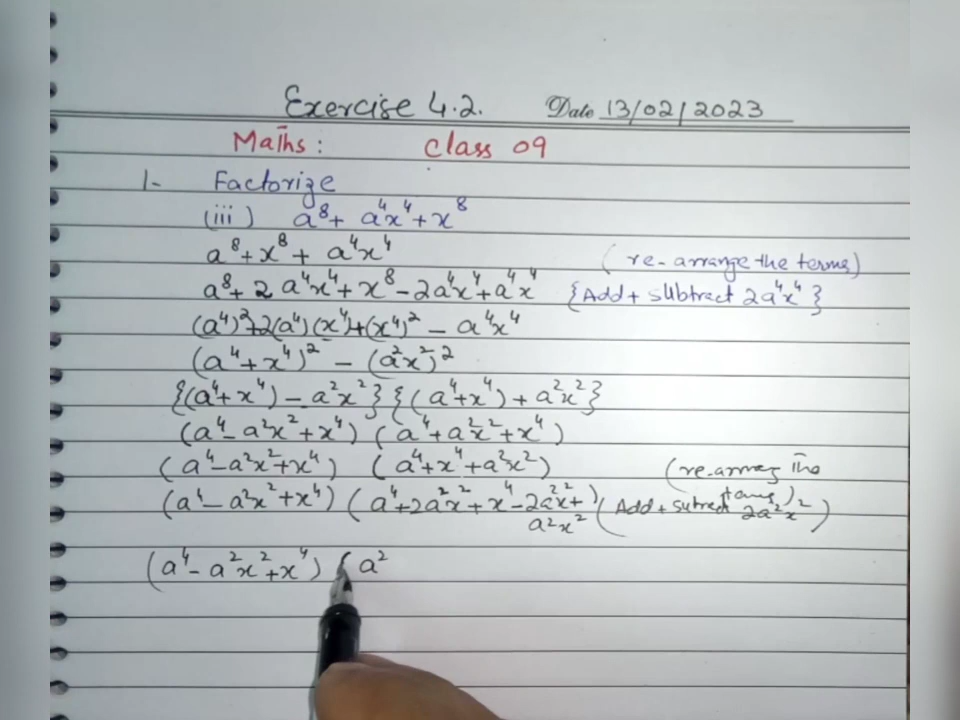 Exercise 4.2. Date 13/02/2023
Maths: Class 09
1- Factorize
(iii) a⁸ + a⁴x⁴ + x⁸
a⁸ + x⁸ + a⁴x⁴ (re-arrange the terms)
a⁸ + 2a⁴x⁴ + x⁸ - 2a⁴x⁴ + a⁴x⁴ {Add + subtract 2a⁴x⁴}
(a⁴)² + 2(a⁴)(x⁴) + (x⁴)² - a⁴x⁴
(a⁴ + x⁴)² - (a²x²)²
{(a⁴ + x⁴) - a²x²}{(a⁴ + x⁴) + a²x²}
(a⁴ - a²x² + x⁴) (a⁴ + a²x² + x⁴)
(a⁴ - a²x² + x⁴) (a⁴ + x⁴ + a²x²) (re-arrang the terms)
(a⁴ - a²x² + x⁴) (a⁴ + 2a²x² + x⁴ - 2a²x² + a²x²) (Add + subtract 2a²x²)
(a⁴ - a²x² + x⁴) (a²